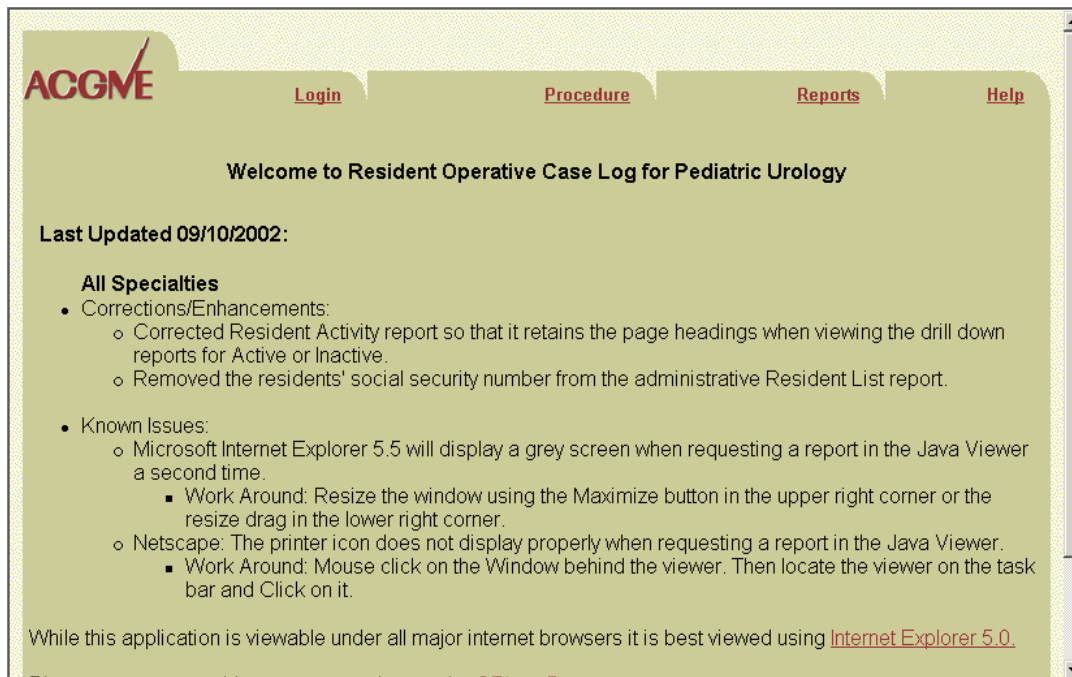 ACGME
Login Procedure Reports Help
Welcome to Resident Operative Case Log for Pediatric Urology
Last Updated 09/10/2002:
All Specialties
• Corrections/Enhancements:
o Corrected Resident Activity report so that it retains the page headings when viewing the drill down
reports for Active or Inactive.
o Removed the residents' social security number from the administrative Resident List report.
• Known Issues:
o Microsoft Internet Explorer 5.5 will display a grey screen when requesting a report in the Java Viewer
a second time.
▪ Work Around: Resize the window using the Maximize button in the upper right corner or the
resize drag in the lower right corner.
o Netscape: The printer icon does not display properly when requesting a report in the Java Viewer.
▪ Work Around: Mouse click on the Window behind the viewer. Then locate the viewer on the task
bar and Click on it.
While this application is viewable under all major internet browsers it is best viewed using Internet Explorer 5.0.